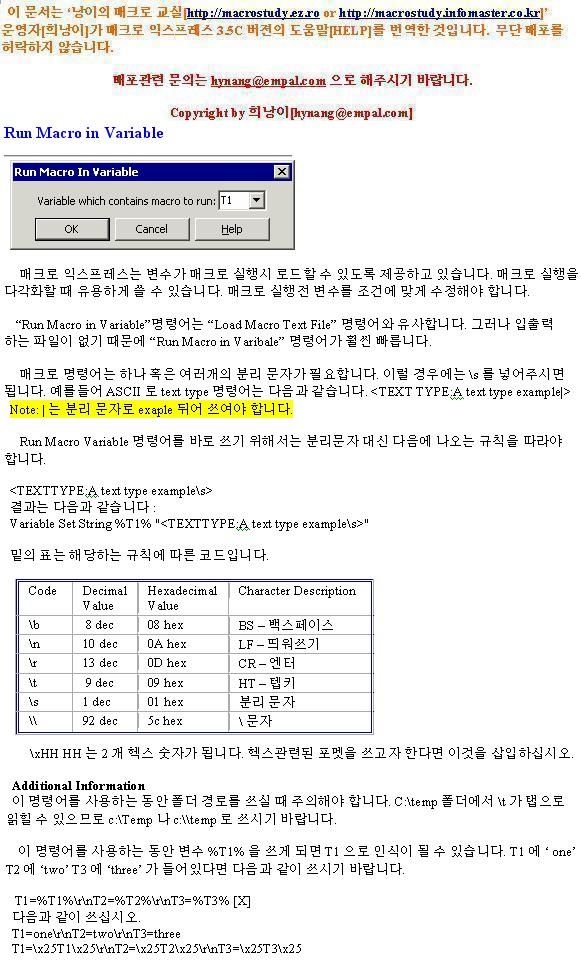 이 문서는 ‘낭이의 매크로 교실[http://macrostudy.ez.ro or http://macrostudy.infomaster.co.kr]’
운영자[희낭이]가 매크로 익스프레스 3.5C 버젼의 도움말[HELP]를 번역한 것입니다. 무단 배포를
허락하지 않습니다.
배포관련 문의는 hynang@empal.com 으로 해주시기 바랍니다.
Copyright by 희낭이[hynang@empal.com]
Run Macro in Variable
Run Macro In Variable
Variable which contains macro to run: T1
OK Cancel Help
매크로 익스프레스는 변수가 매크로 실행시 로드할 수 있도록 제공하고 있습니다. 매크로 실행을
다각화할 때 유용하게 쓸 수 있습니다. 매크로 실행전 변수를 조건에 맞게 수정해야 합니다.
“Run Macro in Variable”명령어는 “Load Macro Text File” 명령어와 유사합니다. 그러나 입출력
하는 파일이 없기 때문에 “Run Macro in Varibale” 명령어가 훨씬 빠릅니다.
매크로 명령어는 하나 혹은 여러개의 분리 문자가 필요합니다. 이럴 경우에는 \s 를 넣어주시면
됩니다. 예를들어 ASCII 로 text type 명령어는 다음과 같습니다. <TEXT TYPE:A text type example|>
Note: | 는 분리 문자로 exaple 뒤어 쓰여야 합니다.
Run Macro Variable 명령어를 바로 쓰기 위해서는 분리문자 대신 다음에 나오는 규칙을 따라야
합니다.
<TEXTTYPE:A text type example\s>
결과는 다음과 같습니다 :
Variable Set String %T1% "<TEXTTYPE:A text type example\s>"
밑의 표는 해당하는 규칙에 따른 코드입니다.
Code Decimal Value Hexadecimal Value Character Description
\b 8 dec 08 hex BS – 백스페이스
\n 10 dec 0A hex LF – 띄워쓰기
\r 13 dec 0D hex CR – 엔터
\t 9 dec 09 hex HT – 텝키
\s 1 dec 01 hex 분리 문자
\\ 92 dec 5c hex \ 문자
\xHH HH 는 2 개 헥스 숫자가 됩니다. 헥스관련된 포멧을 쓰고자 한다면 이것을 삽입하십시오.
Additional Information
이 명령어를 사용하는 동안 폴더 경로를 쓰실 때 주의해야 합니다. C:\temp 폴더에서 \t 가 탭으로
읽힐 수 있으므로 c:\Temp 나 c:\\temp 로 쓰시기 바랍니다.
이 명령어를 사용하는 동안 변수 %T1% 을 쓰게 되면 T1 으로 인식이 될 수 있습니다. T1 에 ‘ one’
T2 에 ‘two’ T3 에 ‘three’ 가 들어있다면 다음과 같이 쓰시기 바랍니다.
T1=%T1%\r\nT2=%T2%\r\nT3=%T3% [X]
다음과 같이 쓰십시오.
T1=one\r\nT2=two\r\nT3=three
T1=\x25T1\x25\r\nT2=\x25T2\x25\r\nT3=\x25T3\x25